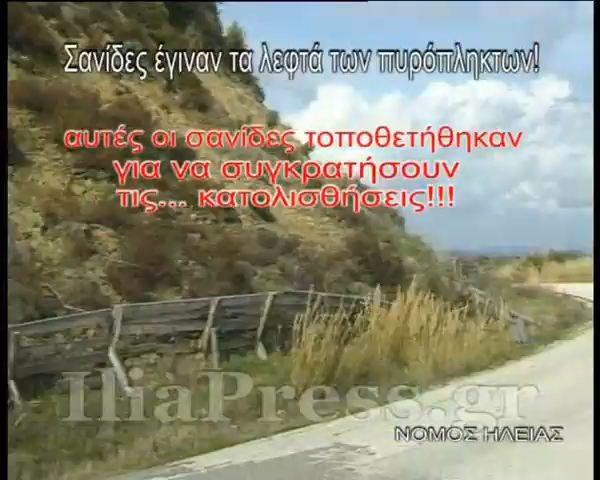 Σανίδες έγιναν τα λεφτά των πυρόπληκτων!
αυτές οι σανίδες τοποθετήθηκαν
για να συγκρατήσουν
τις... κατολισθήσεις!!!
IliaPress.gr
ΝΟΜΟΣ ΗΛΕΙΑΣ